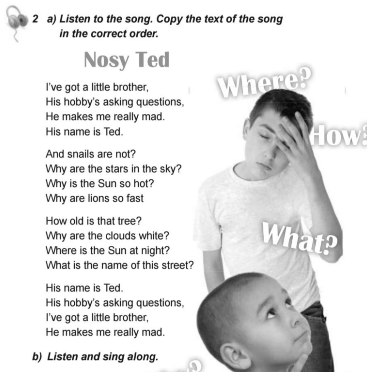 2 a) Listen to the song. Copy the text of the song
in the correct order.
Nosy Ted
I've got a little brother,
His hobby's asking questions,
He makes me really mad.
His name is Ted.
And snails are not?
Why are the stars in the sky?
Why is the Sun so hot?
Why are lions so fast
How old is that tree?
Why are the clouds white?
Where is the Sun at night?
What is the name of this street?
His name is Ted.
His hobby's asking questions,
I've got a little brother,
He makes me really mad.
b) Listen and sing along.
Where?
How?
What?